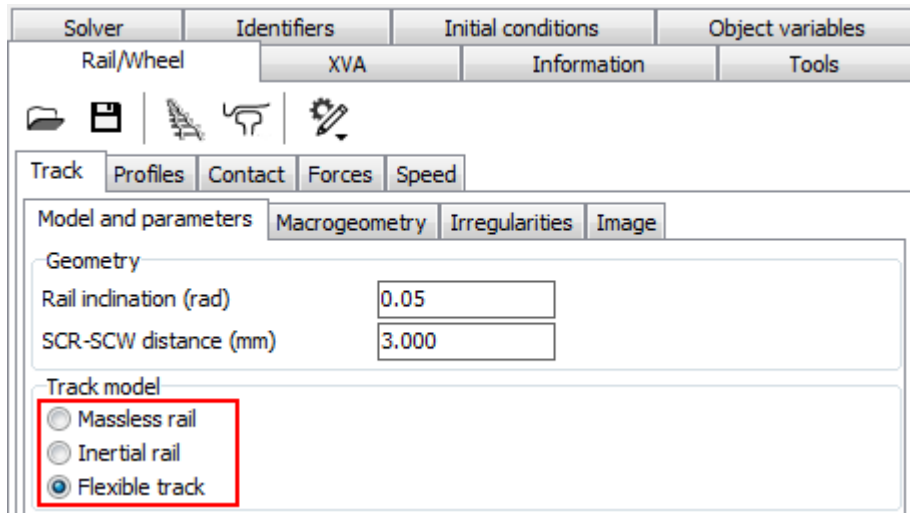 Solver Identifiers Initial conditions Object variables
Rail/Wheel XVA Information Tools
Track Profiles Contact Forces Speed
Model and parameters Macrogeometry Irregularities Image
Geometry
Rail inclination (rad) 0.05
SCR-SCW distance (mm) 3.000
Track model
Massless rail
Inertial rail
Flexible track